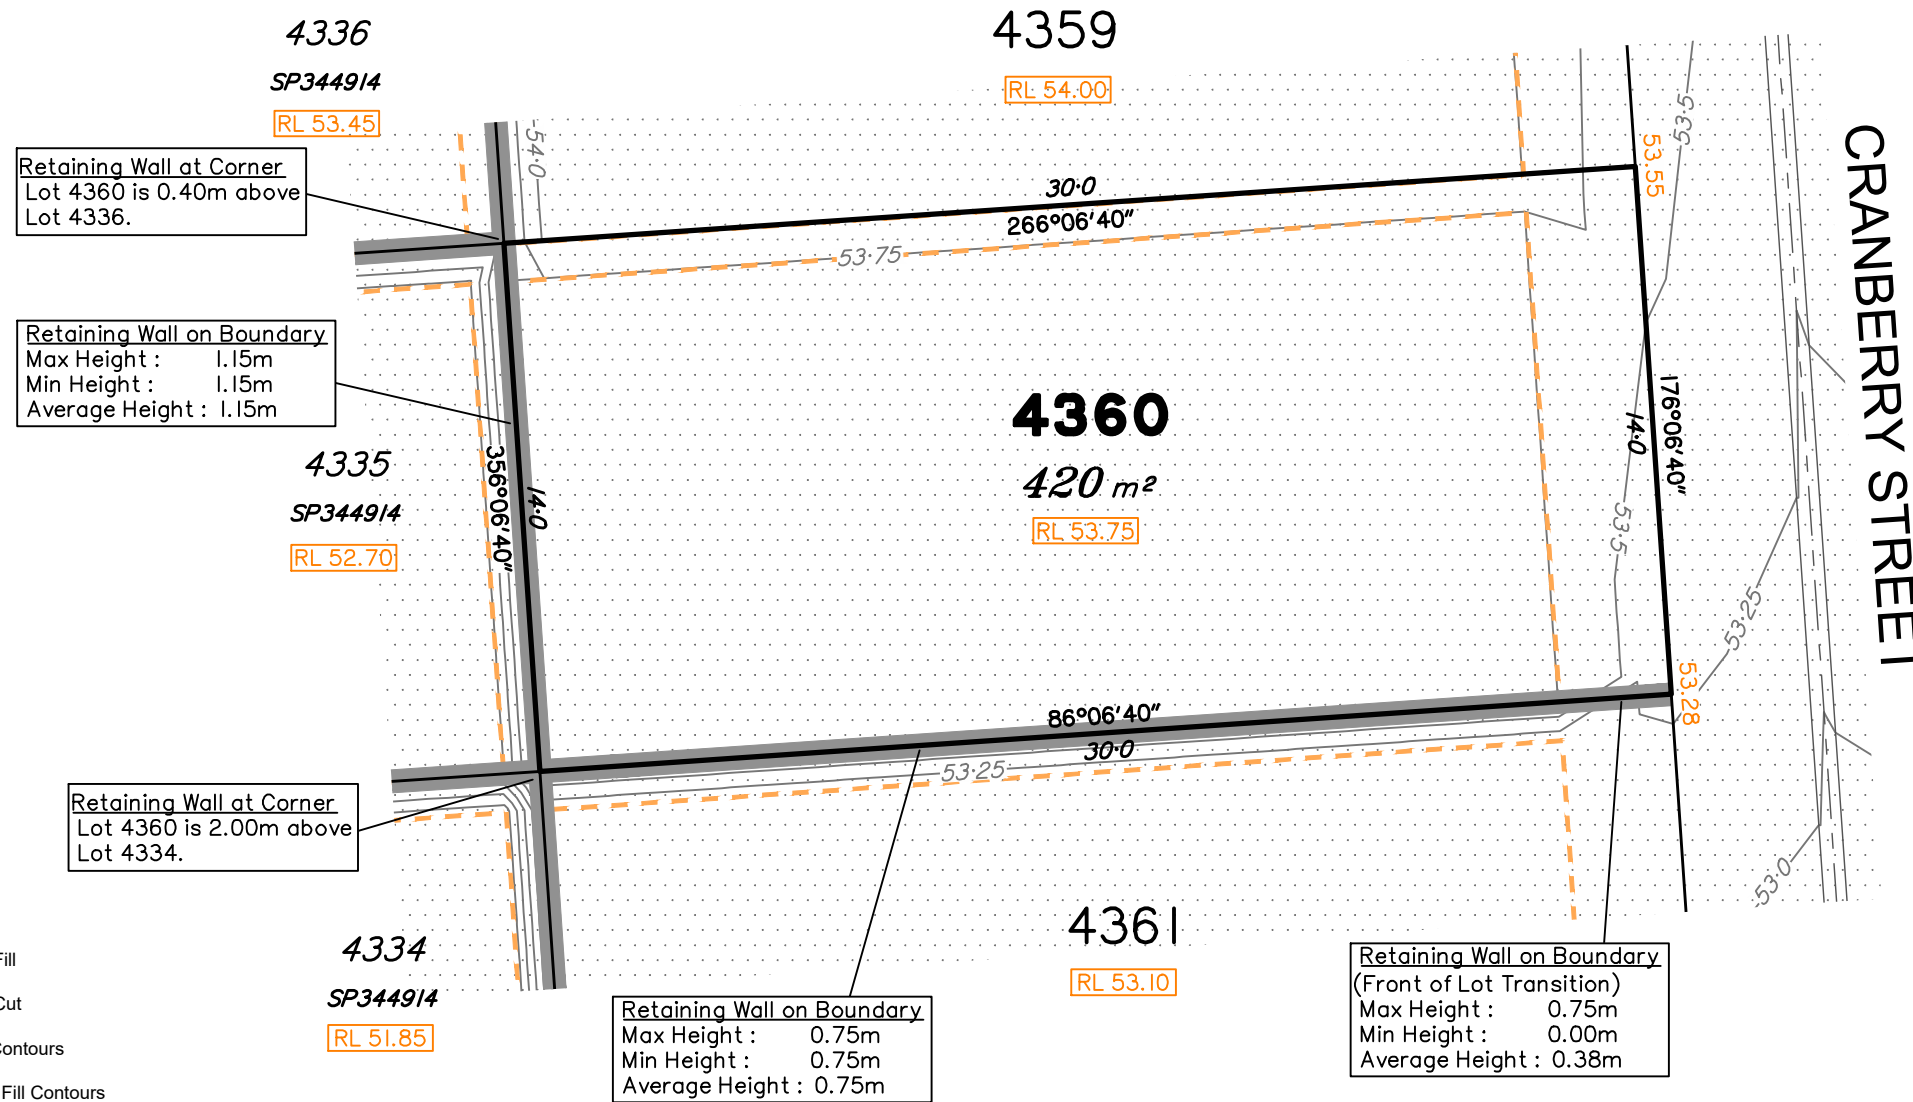 4336
SP344914
RL 53.45
4359
RL 54.00
54·0
53·5
53.55
CRANBERRY STREET
Retaining Wall at Corner
Lot 4360 is 0.40m above
Lot 4336.
30·0
266°06'40"
53·75
Retaining Wall on Boundary
Max Height : 1.15m
Min Height : 1.15m
Average Height : 1.15m
4335
SP344914
RL 52.70
356°06'40"
14·0
4360
420 m²
RL 53.75
14·0
176°06'40"
53·5
53·25
53.28
86°06'40"
30·0
53·25
Retaining Wall at Corner
Lot 4360 is 2.00m above
Lot 4334.
53·0
4334
SP344914
RL 51.85
4361
RL 53.10
Retaining Wall on Boundary
Max Height : 0.75m
Min Height : 0.75m
Average Height : 0.75m
Retaining Wall on Boundary
(Front of Lot Transition)
Max Height : 0.75m
Min Height : 0.00m
Average Height : 0.38m
Fill
Cut
Contours
Fill Contours